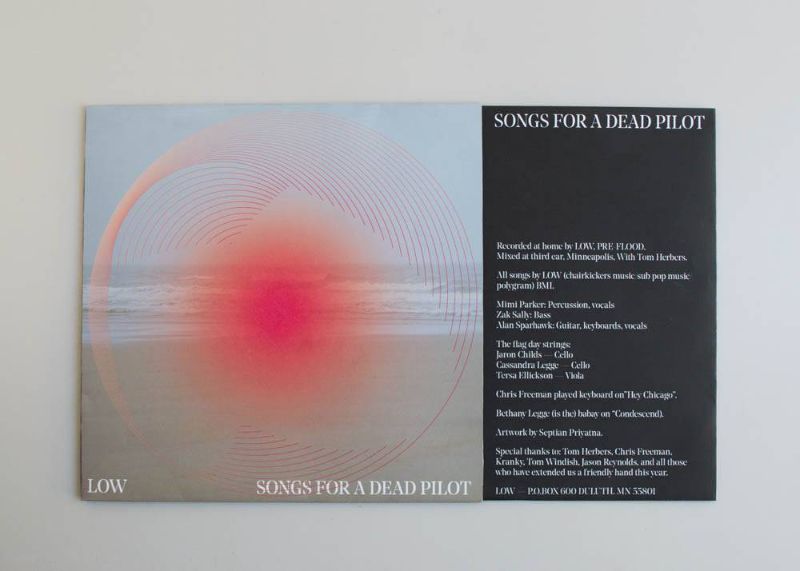 LOW
SONGS FOR A DEAD PILOT
SONGS FOR A DEAD PILOT
Recorded at home by LOW, PRE-FLOOD.
Mixed at third ear, Minneapolis, With Tom Herbers.
All songs by LOW (chairkickers music sub pop music
polygram) BMI.
Mimi Parker: Percussion, vocals
Zak Sally: Bass
Alan Sparhawk: Guitar, keyboards, vocals
The flag day strings:
Jaron Childs — Cello
Cassandra Legge — Cello
Tersa Ellickson — Viola
Chris Freeman played keyboard on"Hey Chicago".
Bethany Legge (is the) babay on "Condescend).
Artwork by Septian Priyatna.
Special thanks to: Tom Herbers, Chris Freeman,
Kranky, Tom Windish, Jason Reynolds, and all those
who have extended us a friendly hand this year.
LOW — P.O.BOX 600 DULUTH, MN 55801